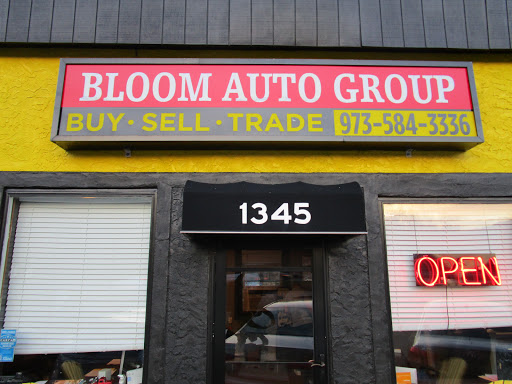 BLOOM AUTO GROUP
BUY · SELL · TRADE 973-584-3336
1345
OPEN